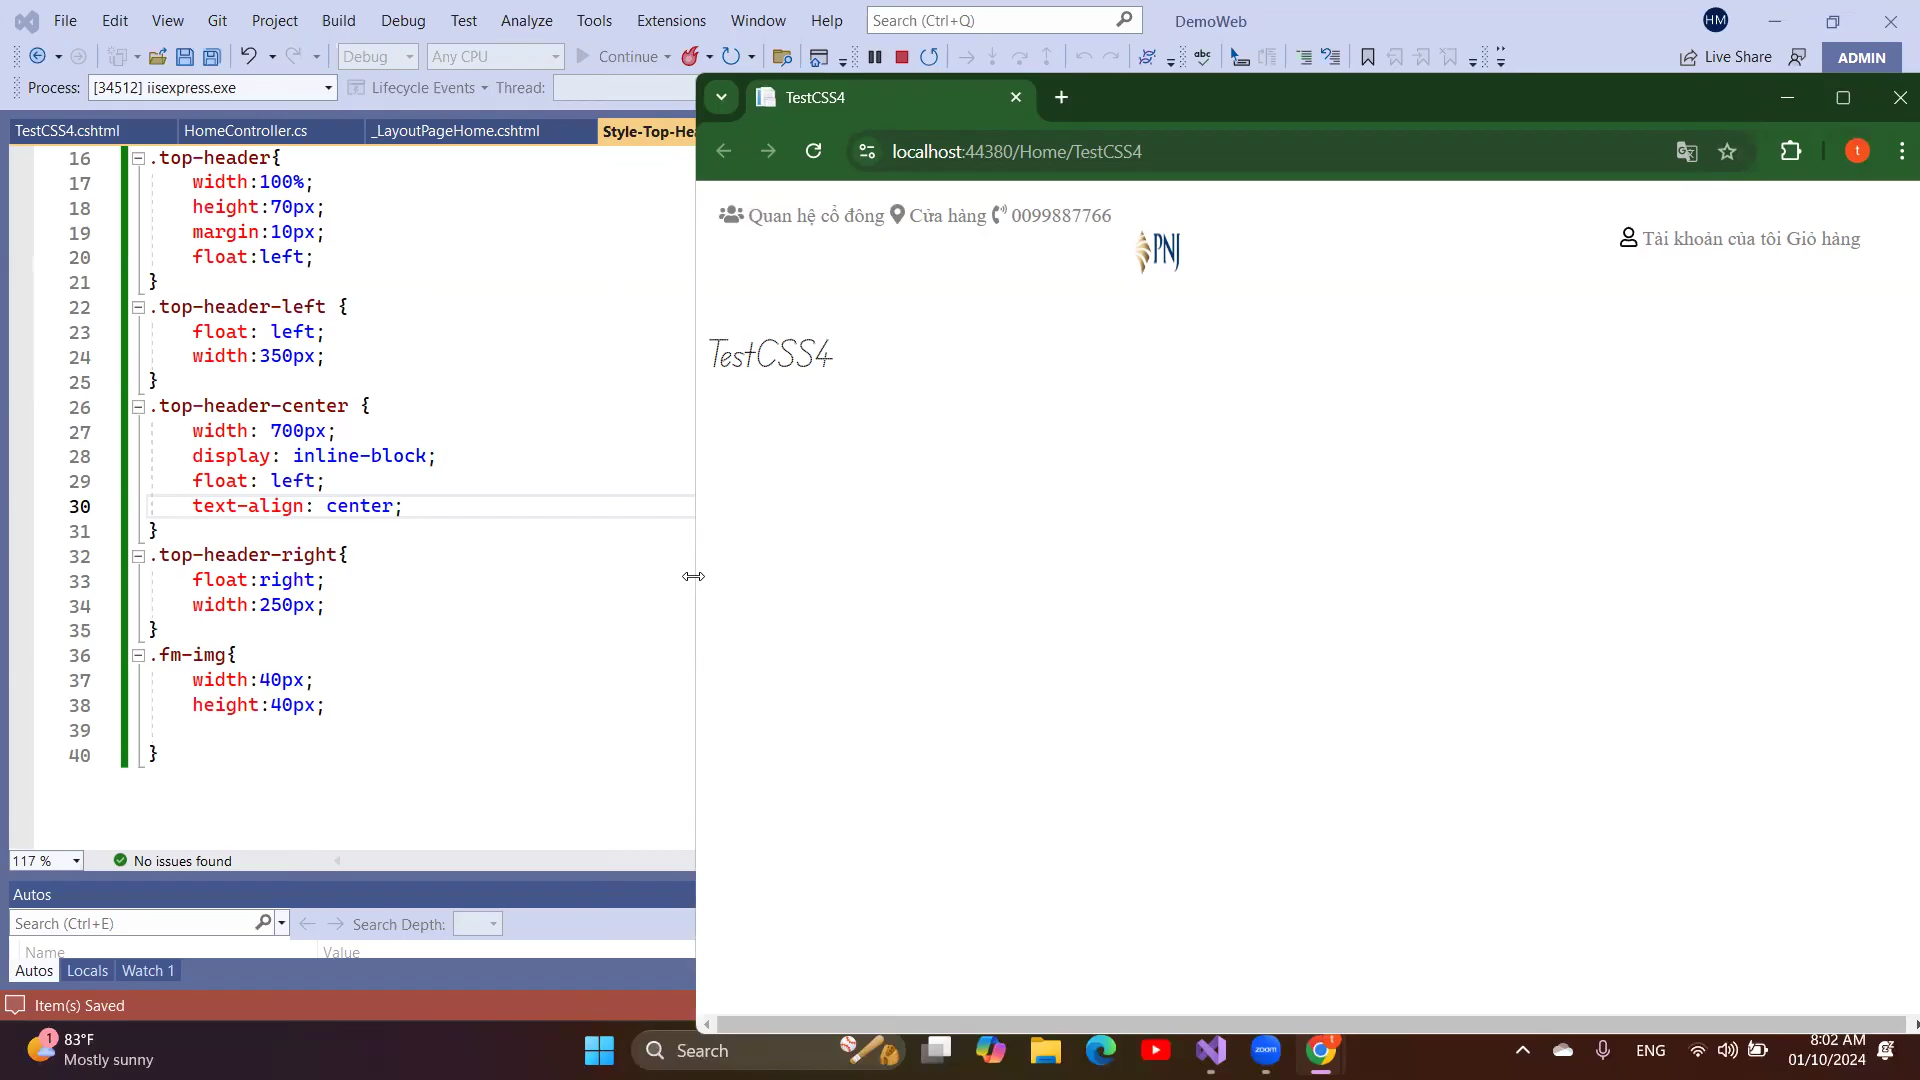 File Edit View Git Project Build Debug Test Analyze Tools Extensions Window Help Search (Ctrl+Q) DemoWeb HM
Debug Any CPU Continue Live Share ADMIN
Process: [34512] iisexpress.exe Lifecycle Events Thread:
TestCSS4.cshtml HomeController.cs _LayoutPageHome.cshtml Style-Top-Hea
16 .top-header{
17 width:100%;
18 height:70px;
19 margin:10px;
20 float:left;
21 }
22 .top-header-left {
23 float: left;
24 width:350px;
25 }
26 .top-header-center {
27 width: 700px;
28 display: inline-block;
29 float: left;
30 text-align: center;
31 }
32 .top-header-right{
33 float:right;
34 width:250px;
35 }
36 .fm-img{
37 width:40px;
38 height:40px;
39
40 }
117 % No issues found
Autos
Search (Ctrl+E) Search Depth:
Name Value
Autos Locals Watch 1
Item(s) Saved
TestCSS4
localhost:44380/Home/TestCSS4 t
Quan hệ cổ đông Cửa hàng 0099887766
PNJ
Tài khoản của tôi Giỏ hàng
TestCSS4
1 83°F
Mostly sunny
Search
zoom
t
ENG
8:02 AM
01/10/2024